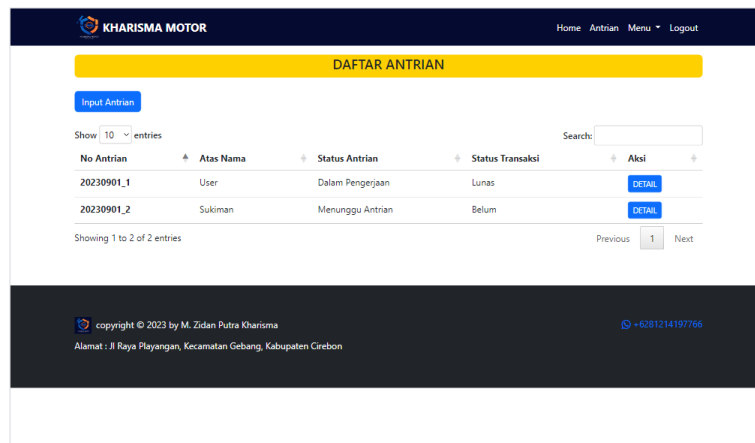 KHARISMA MOTOR Home Antrian Menu Logout
DAFTAR ANTRIAN
Input Antrian
Show 10 entries Search:
No Antrian Atas Nama Status Antrian Status Transaksi Aksi
20230901_1 User Dalam Pengerjaan Lunas DETAIL
20230901_2 Sukiman Menunggu Antrian Belum DETAIL
Showing 1 to 2 of 2 entries Previous 1 Next
copyright © 2023 by M. Zidan Putra Kharisma +6281214197766
Alamat : Jl Raya Playangan, Kecamatan Gebang, Kabupaten Cirebon